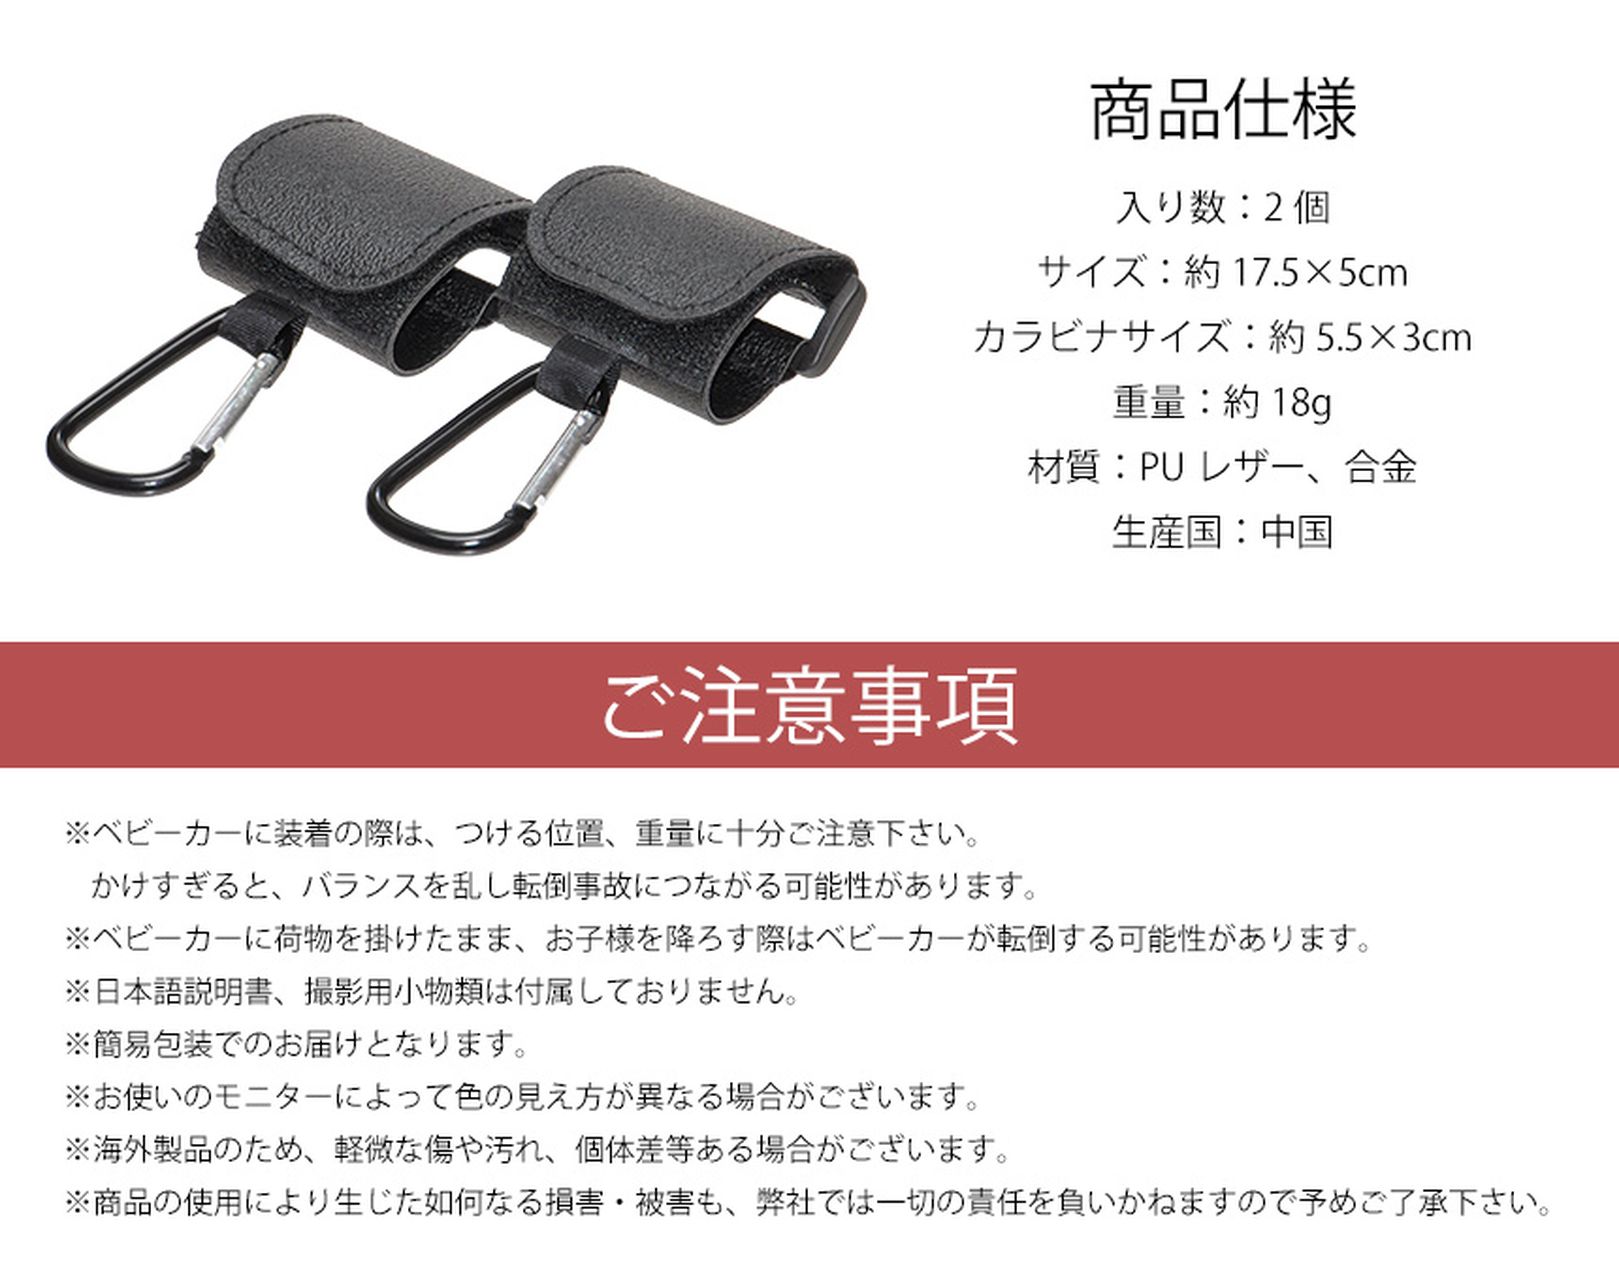 商品仕様
入り数：2 個
サイズ：約 17.5×5cm
カラビナサイズ：約 5.5×3cm
重量：約 18g
材質：PU レザー、合金
生産国：中国
ご注意事項
※ベビーカーに装着の際は、つける位置、重量に十分ご注意下さい。
かけすぎると、バランスを乱し転倒事故につながる可能性があります。
※ベビーカーに荷物を掛けたまま、お子様を降ろす際はベビーカーが転倒する可能性があります。
※日本語説明書、撮影用小物類は付属しておりません。
※簡易包装でのお届けとなります。
※お使いのモニターによって色の見え方が異なる場合がございます。
※海外製品のため、軽微な傷や汚れ、個体差等ある場合がございます。
※商品の使用により生じた如何なる損害・被害も、弊社では一切の責任を負いかねますので予めご了承下さい。